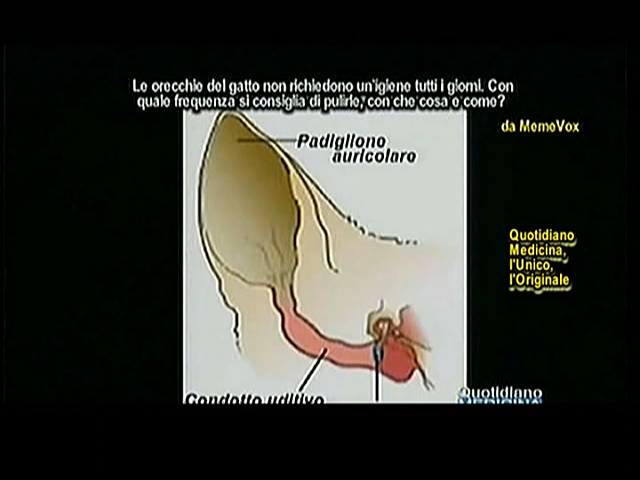 Le orecchie del gatto non richiedono un'igiene tutti i giorni. Con
quale frequenza si consiglia di pulirle, con che cosa e come?
da MemoVox
Padiglione
auricolare
Quotidiano
Medicina,
l'Unico,
l'Originale
Condotto uditivo
Quotidiano
MEDICINA